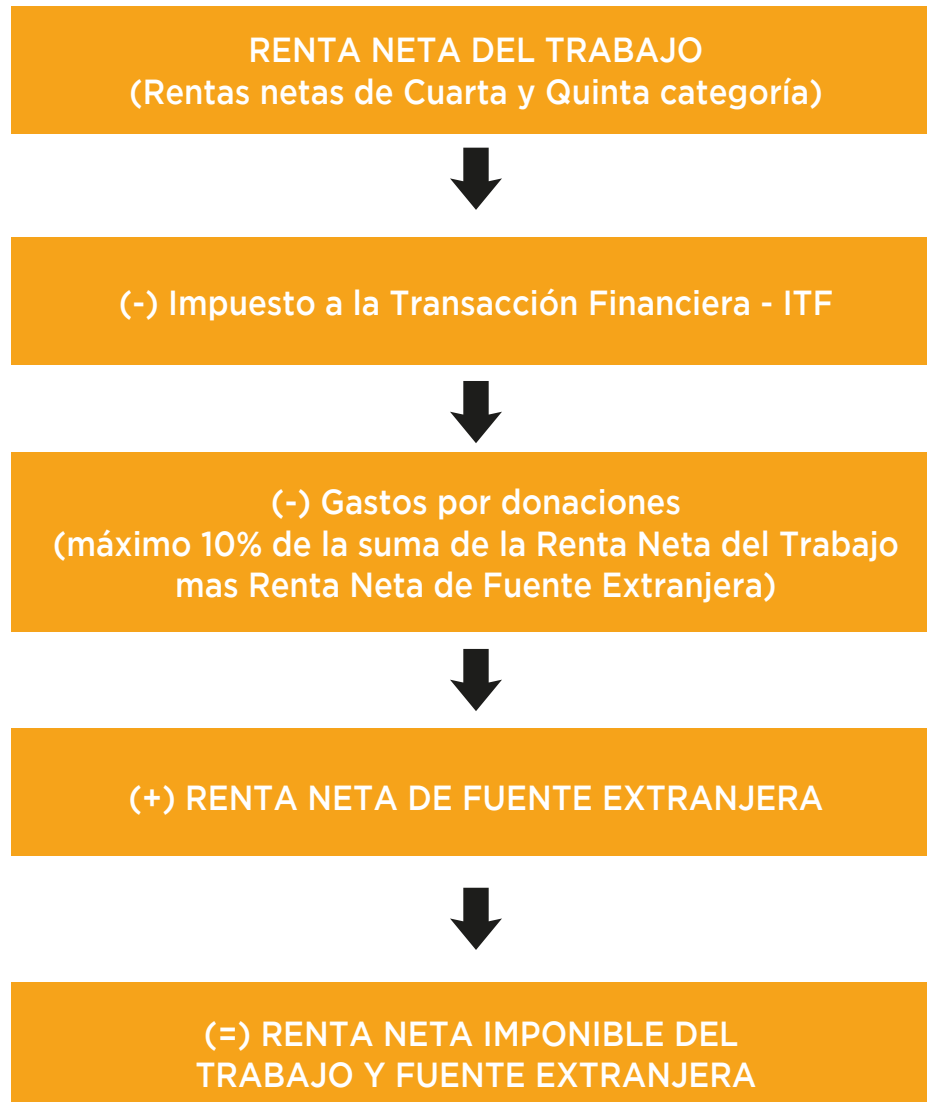 RENTA NETA DEL TRABAJO
(Rentas netas de Cuarta y Quinta categoría)
(-) Impuesto a la Transacción Financiera - ITF
(-) Gastos por donaciones
(máximo 10% de la suma de la Renta Neta del Trabajo
mas Renta Neta de Fuente Extranjera)
(+) RENTA NETA DE FUENTE EXTRANJERA
(=) RENTA NETA IMPONIBLE DEL
TRABAJO Y FUENTE EXTRANJERA